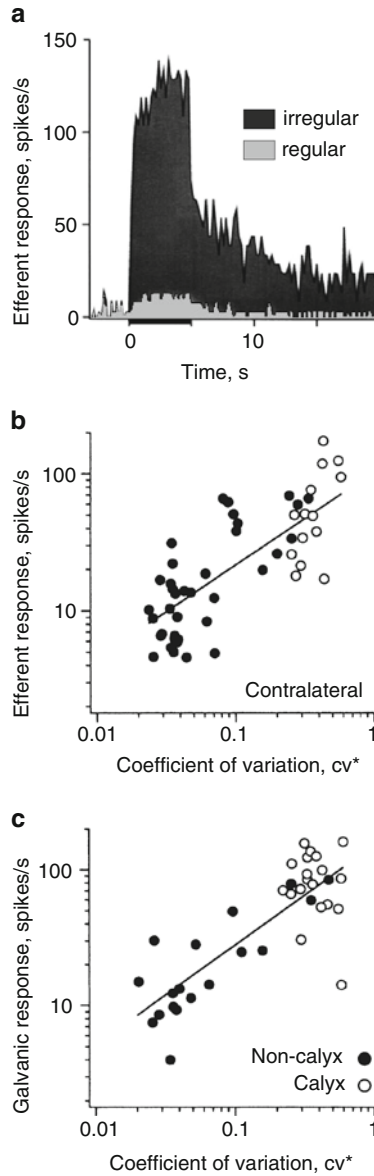 a
150
100
50
0
Efferent response, spikes/s
irregular
regular
0
10
Time, s
b
100
10
Efferent response, spikes/s
Contralateral
0.01
0.1
1
Coefficient of variation, cv*
c
100
10
Galvanic response, spikes/s
Non-calyx
Calyx
0.01
0.1
1
Coefficient of variation, cv*